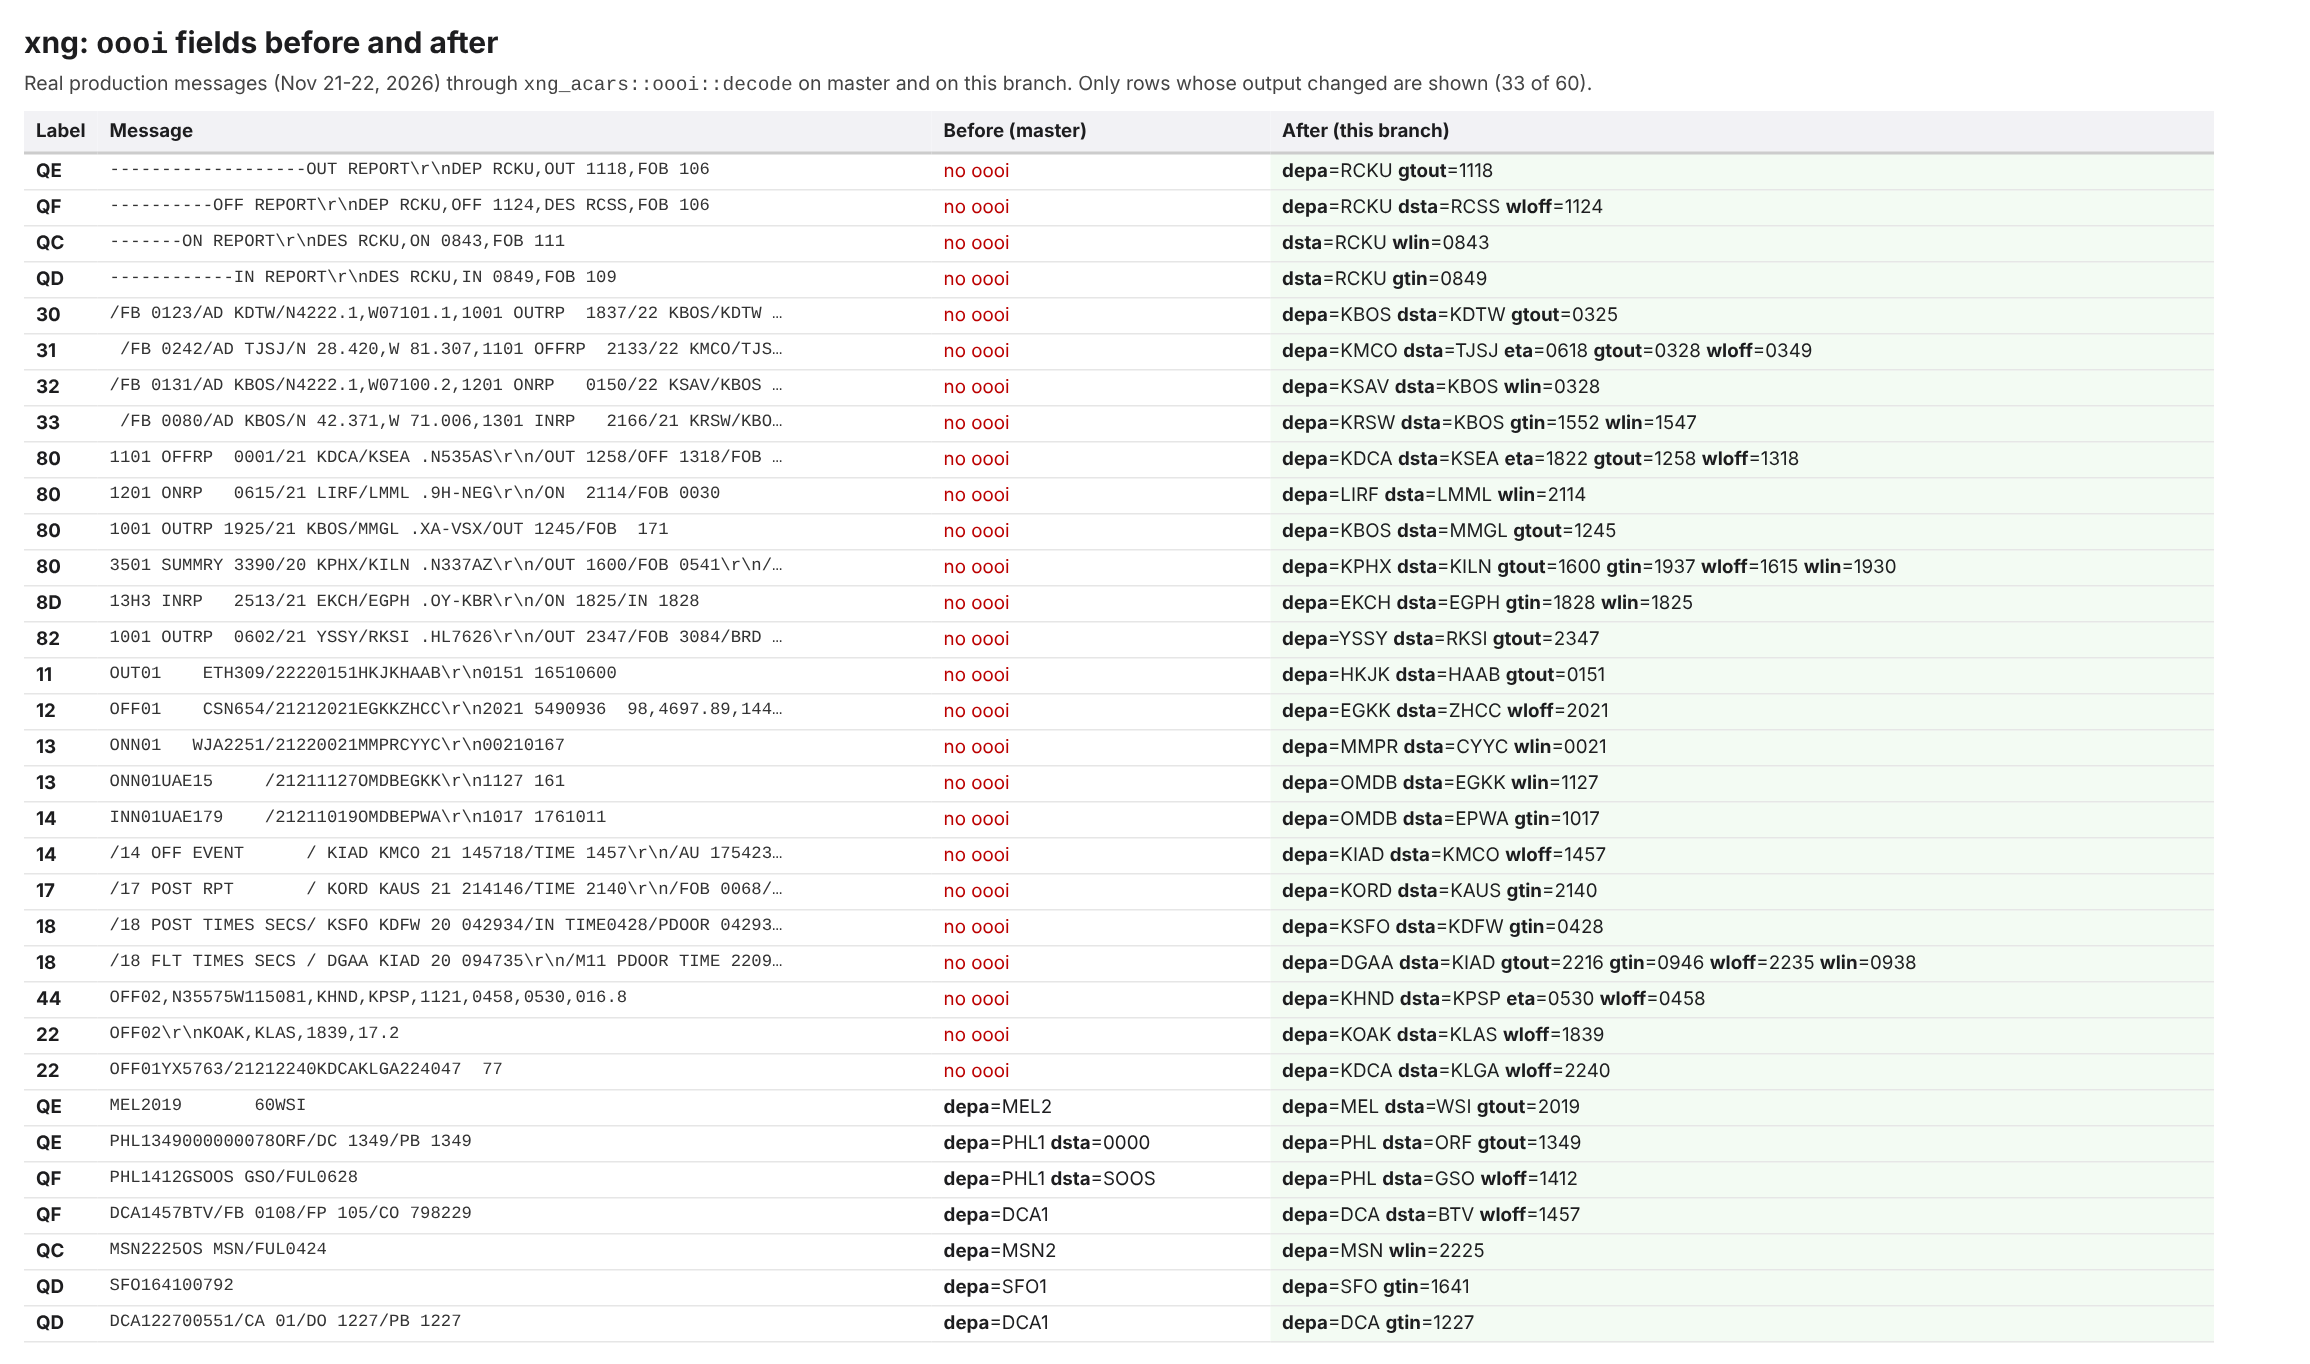 xng: oooi fields before and after
Real production messages (Nov 21-22, 2026) through xng_acars::oooi::decode on master and on this branch. Only rows whose output changed are shown (33 of 60).
Label Message Before (master) After (this branch)
QE -------------------OUT REPORT\r\nDEP RCKU,OUT 1118,FOB 106 no oooi depa=RCKU gtout=1118
QF ----------OFF REPORT\r\nDEP RCKU,OFF 1124,DES RCSS,FOB 106 no oooi depa=RCKU dsta=RCSS wloff=1124
QC -------ON REPORT\r\nDES RCKU,ON 0843,FOB 111 no oooi dsta=RCKU wlin=0843
QD ------------IN REPORT\r\nDES RCKU,IN 0849,FOB 109 no oooi dsta=RCKU gtin=0849
30 /FB 0123/AD KDTW/N4222.1,W07101.1,1001 OUTRP  1837/22 KBOS/KDTW … no oooi depa=KBOS dsta=KDTW gtout=0325
31  /FB 0242/AD TJSJ/N 28.420,W 81.307,1101 OFFRP  2133/22 KMCO/TJS… no oooi depa=KMCO dsta=TJSJ eta=0618 gtout=0328 wloff=0349
32 /FB 0131/AD KBOS/N4222.1,W07100.2,1201 ONRP   0150/22 KSAV/KBOS … no oooi depa=KSAV dsta=KBOS wlin=0328
33  /FB 0080/AD KBOS/N 42.371,W 71.006,1301 INRP   2166/21 KRSW/KBO… no oooi depa=KRSW dsta=KBOS gtin=1552 wlin=1547
80 1101 OFFRP  0001/21 KDCA/KSEA .N535AS\r\n/OUT 1258/OFF 1318/FOB … no oooi depa=KDCA dsta=KSEA eta=1822 gtout=1258 wloff=1318
80 1201 ONRP   0615/21 LIRF/LMML .9H-NEG\r\n/ON  2114/FOB 0030 no oooi depa=LIRF dsta=LMML wlin=2114
80 1001 OUTRP 1925/21 KBOS/MMGL .XA-VSX/OUT 1245/FOB  171 no oooi depa=KBOS dsta=MMGL gtout=1245
80 3501 SUMMRY 3390/20 KPHX/KILN .N337AZ\r\n/OUT 1600/FOB 0541\r\n/… no oooi depa=KPHX dsta=KILN gtout=1600 gtin=1937 wloff=1615 wlin=1930
8D 13H3 INRP   2513/21 EKCH/EGPH .OY-KBR\r\n/ON 1825/IN 1828 no oooi depa=EKCH dsta=EGPH gtin=1828 wlin=1825
82 1001 OUTRP  0602/21 YSSY/RKSI .HL7626\r\n/OUT 2347/FOB 3084/BRD … no oooi depa=YSSY dsta=RKSI gtout=2347
11 OUT01    ETH309/22220151HKJKHAAB\r\n0151 16510600 no oooi depa=HKJK dsta=HAAB gtout=0151
12 OFF01    CSN654/21212021EGKKZHCC\r\n2021 5490936  98,4697.89,144… no oooi depa=EGKK dsta=ZHCC wloff=2021
13 ONN01   WJA2251/21220021MMPRCYYC\r\n00210167 no oooi depa=MMPR dsta=CYYC wlin=0021
13 ONN01UAE15     /21211127OMDBEGKK\r\n1127 161 no oooi depa=OMDB dsta=EGKK wlin=1127
14 INN01UAE179    /21211019OMDBEPWA\r\n1017 1761011 no oooi depa=OMDB dsta=EPWA gtin=1017
14 /14 OFF EVENT      / KIAD KMCO 21 145718/TIME 1457\r\n/AU 175423… no oooi depa=KIAD dsta=KMCO wloff=1457
17 /17 POST RPT       / KORD KAUS 21 214146/TIME 2140\r\n/FOB 0068/… no oooi depa=KORD dsta=KAUS gtin=2140
18 /18 POST TIMES SECS/ KSFO KDFW 20 042934/IN TIME0428/PDOOR 04293… no oooi depa=KSFO dsta=KDFW gtin=0428
18 /18 FLT TIMES SECS / DGAA KIAD 20 094735\r\n/M11 PDOOR TIME 2209… no oooi depa=DGAA dsta=KIAD gtout=2216 gtin=0946 wloff=2235 wlin=0938
44 OFF02,N35575W115081,KHND,KPSP,1121,0458,0530,016.8 no oooi depa=KHND dsta=KPSP eta=0530 wloff=0458
22 OFF02\r\nKOAK,KLAS,1839,17.2 no oooi depa=KOAK dsta=KLAS wloff=1839
22 OFF01YX5763/21212240KDCAKLGA224047  77 no oooi depa=KDCA dsta=KLGA wloff=2240
QE MEL2019       60WSI depa=MEL2 depa=MEL dsta=WSI gtout=2019
QE PHL1349000000078ORF/DC 1349/PB 1349 depa=PHL1 dsta=0000 depa=PHL dsta=ORF gtout=1349
QF PHL1412GSOOS GSO/FUL0628 depa=PHL1 dsta=SOOS depa=PHL dsta=GSO wloff=1412
QF DCA1457BTV/FB 0108/FP 105/CO 798229 depa=DCA1 depa=DCA dsta=BTV wloff=1457
QC MSN2225OS MSN/FUL0424 depa=MSN2 depa=MSN wlin=2225
QD SFO164100792 depa=SFO1 depa=SFO gtin=1641
QD DCA122700551/CA 01/DO 1227/PB 1227 depa=DCA1 depa=DCA gtin=1227